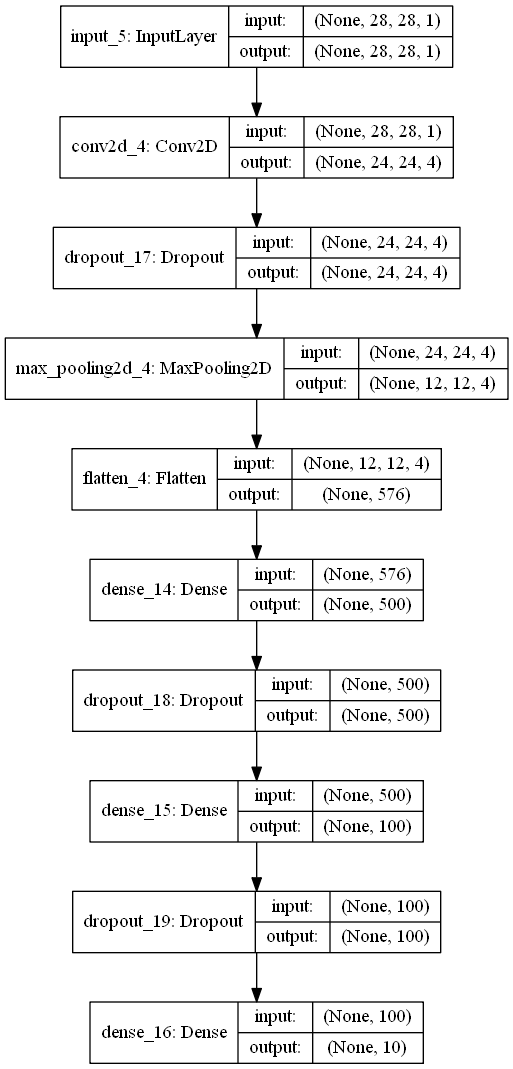 input_5: InputLayer
input: (None, 28, 28, 1)
output: (None, 28, 28, 1)
conv2d_4: Conv2D
input: (None, 28, 28, 1)
output: (None, 24, 24, 4)
dropout_17: Dropout
input: (None, 24, 24, 4)
output: (None, 24, 24, 4)
max_pooling2d_4: MaxPooling2D
input: (None, 24, 24, 4)
output: (None, 12, 12, 4)
flatten_4: Flatten
input: (None, 12, 12, 4)
output: (None, 576)
dense_14: Dense
input: (None, 576)
output: (None, 500)
dropout_18: Dropout
input: (None, 500)
output: (None, 500)
dense_15: Dense
input: (None, 500)
output: (None, 100)
dropout_19: Dropout
input: (None, 100)
output: (None, 100)
dense_16: Dense
input: (None, 100)
output: (None, 10)